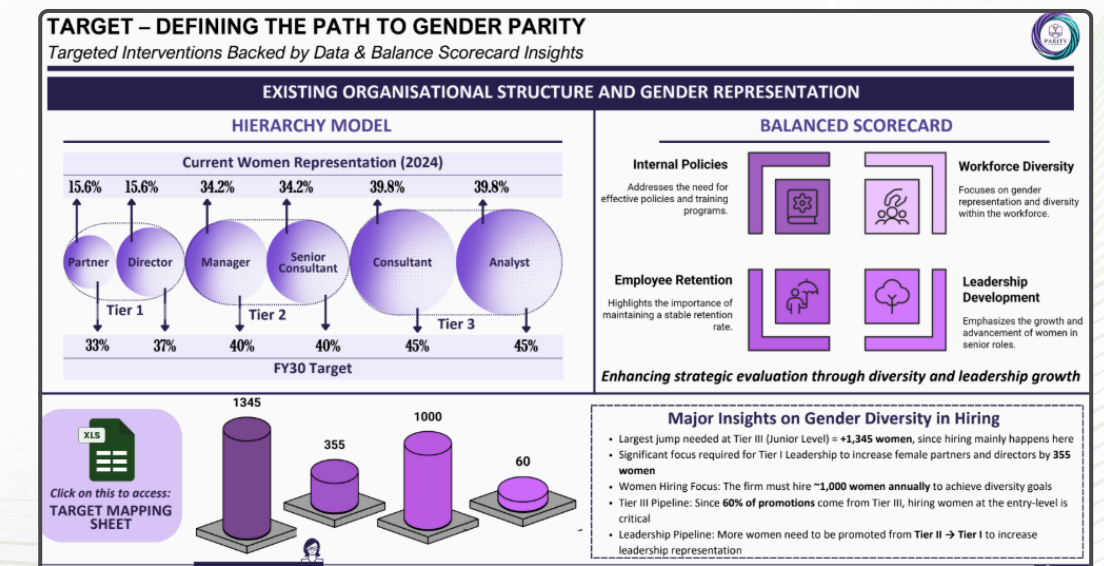 TARGET – DEFINING THE PATH TO GENDER PARITY
Targeted Interventions Backed by Data & Balance Scorecard Insights
PARITY
EXISTING ORGANISATIONAL STRUCTURE AND GENDER REPRESENTATION
HIERARCHY MODEL
Current Women Representation (2024)
15.6% 15.6% 34.2% 34.2% 39.8% 39.8%
Partner Director Manager Senior Consultant Consultant Analyst
Tier 1 Tier 2 Tier 3
33% 37% 40% 40% 45% 45%
FY30 Target
BALANCED SCORECARD
Internal Policies
Addresses the need for
effective policies and training
programs.
Workforce Diversity
Focuses on gender
representation and diversity
within the workforce.
Employee Retention
Highlights the importance of
maintaining a stable retention
rate.
Leadership
Development
Emphasizes the growth and
advancement of women in
senior roles.
Enhancing strategic evaluation through diversity and leadership growth
XLS
Click on this to access:
TARGET MAPPING
SHEET
1345
355
1000
60
Major Insights on Gender Diversity in Hiring
• Largest jump needed at Tier III (Junior Level) = +1,345 women, since hiring mainly happens here
• Significant focus required for Tier I Leadership to increase female partners and directors by 355
women
• Women Hiring Focus: The firm must hire ~1,000 women annually to achieve diversity goals
• Tier III Pipeline: Since 60% of promotions come from Tier III, hiring women at the entry-level is
critical
• Leadership Pipeline: More women need to be promoted from Tier II → Tier I to increase
leadership representation